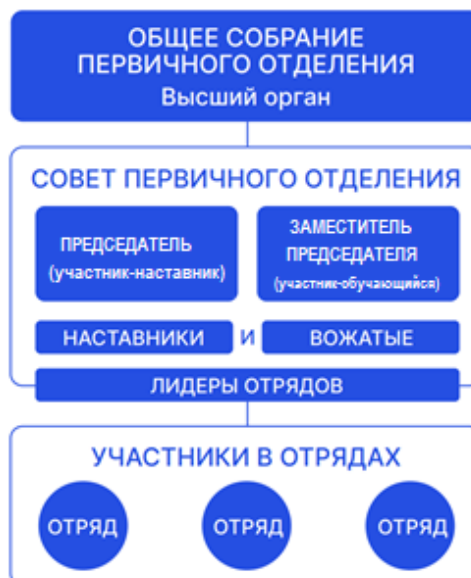 ОБЩЕЕ СОБРАНИЕ
ПЕРВИЧНОГО ОТДЕЛЕНИЯ
Высший орган
СОВЕТ ПЕРВИЧНОГО ОТДЕЛЕНИЯ
ПРЕДСЕДАТЕЛЬ
(участник-наставник)
ЗАМЕСТИТЕЛЬ
ПРЕДСЕДАТЕЛЯ
(участник-обучающийся)
НАСТАВНИКИ И ВОЖАТЫЕ
ЛИДЕРЫ ОТРЯДОВ
УЧАСТНИКИ В ОТРЯДАХ
ОТРЯД ОТРЯД ОТРЯД